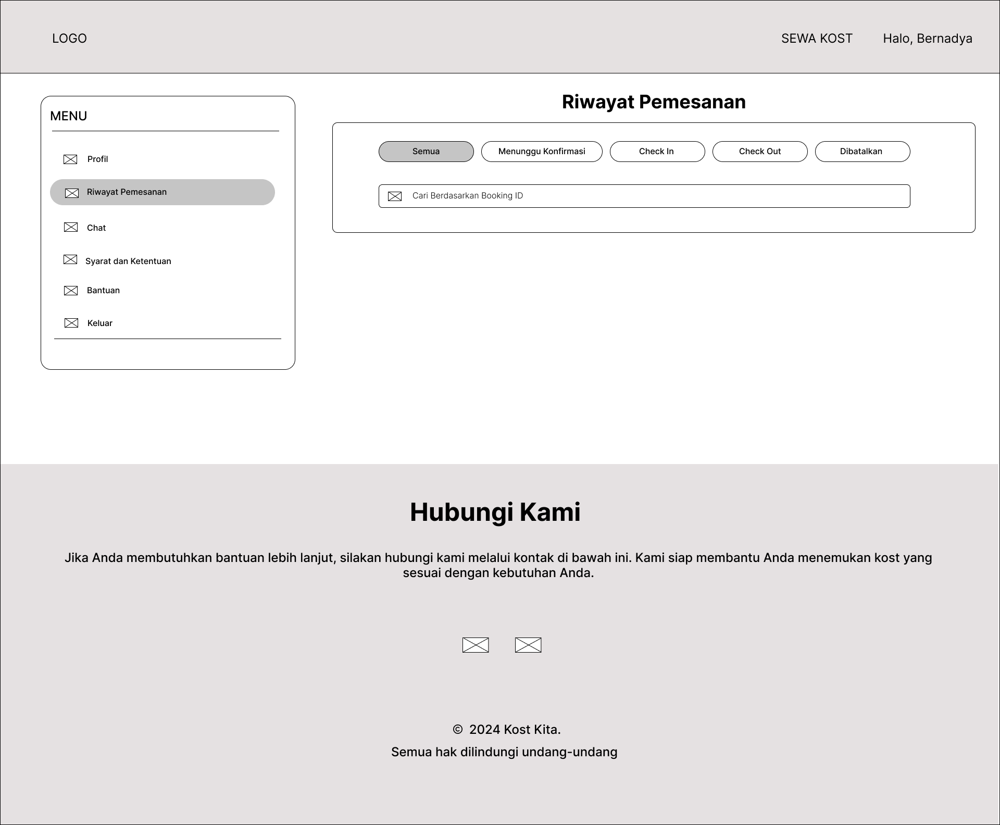 LOGO
SEWA KOST
Halo, Bernadya
MENU
Profil
Riwayat Pemesanan
Chat
Syarat dan Ketentuan
Bantuan
Keluar
Riwayat Pemesanan
Semua
Menunggu Konfirmasi
Check In
Check Out
Dibatalkan
Cari Berdasarkan Booking ID
Hubungi Kami
Jika Anda membutuhkan bantuan lebih lanjut, silakan hubungi kami melalui kontak di bawah ini. Kami siap membantu Anda menemukan kost yang
sesuai dengan kebutuhan Anda.
© 2024 Kost Kita.
Semua hak dilindungi undang-undang